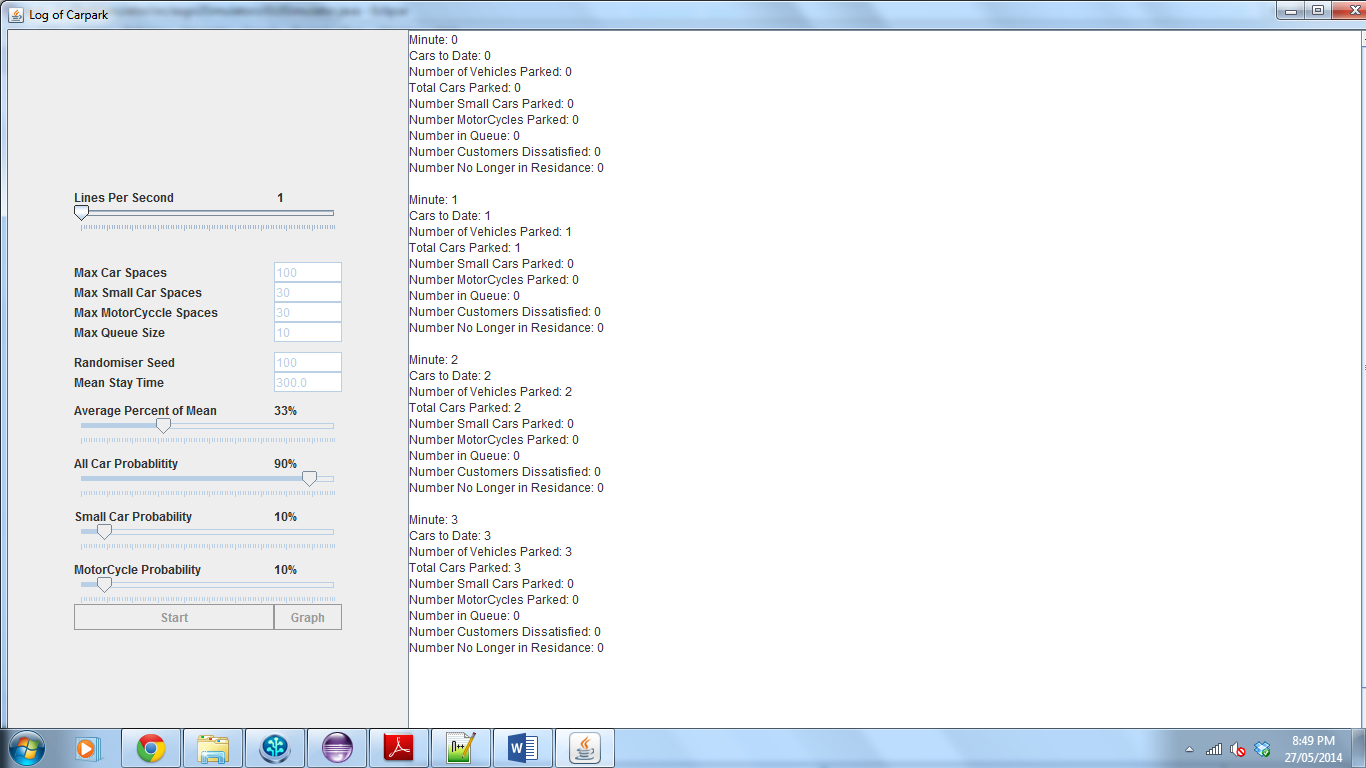 Log of Carpark
Lines Per Second 1
Max Car Spaces 100
Max Small Car Spaces 30
Max MotorCyccle Spaces 30
Max Queue Size 10
Randomiser Seed 100
Mean Stay Time 300.0
Average Percent of Mean 33%
All Car Probablitity 90%
Small Car Probability 10%
MotorCycle Probability 10%
Start Graph
Minute: 0
Cars to Date: 0
Number of Vehicles Parked: 0
Total Cars Parked: 0
Number Small Cars Parked: 0
Number MotorCycles Parked: 0
Number in Queue: 0
Number Customers Dissatisfied: 0
Number No Longer in Residance: 0
Minute: 1
Cars to Date: 1
Number of Vehicles Parked: 1
Total Cars Parked: 1
Number Small Cars Parked: 0
Number MotorCycles Parked: 0
Number in Queue: 0
Number Customers Dissatisfied: 0
Number No Longer in Residance: 0
Minute: 2
Cars to Date: 2
Number of Vehicles Parked: 2
Total Cars Parked: 2
Number Small Cars Parked: 0
Number MotorCycles Parked: 0
Number in Queue: 0
Number Customers Dissatisfied: 0
Number No Longer in Residance: 0
Minute: 3
Cars to Date: 3
Number of Vehicles Parked: 3
Total Cars Parked: 3
Number Small Cars Parked: 0
Number MotorCycles Parked: 0
Number in Queue: 0
Number Customers Dissatisfied: 0
Number No Longer in Residance: 0
8:49 PM
27/05/2014